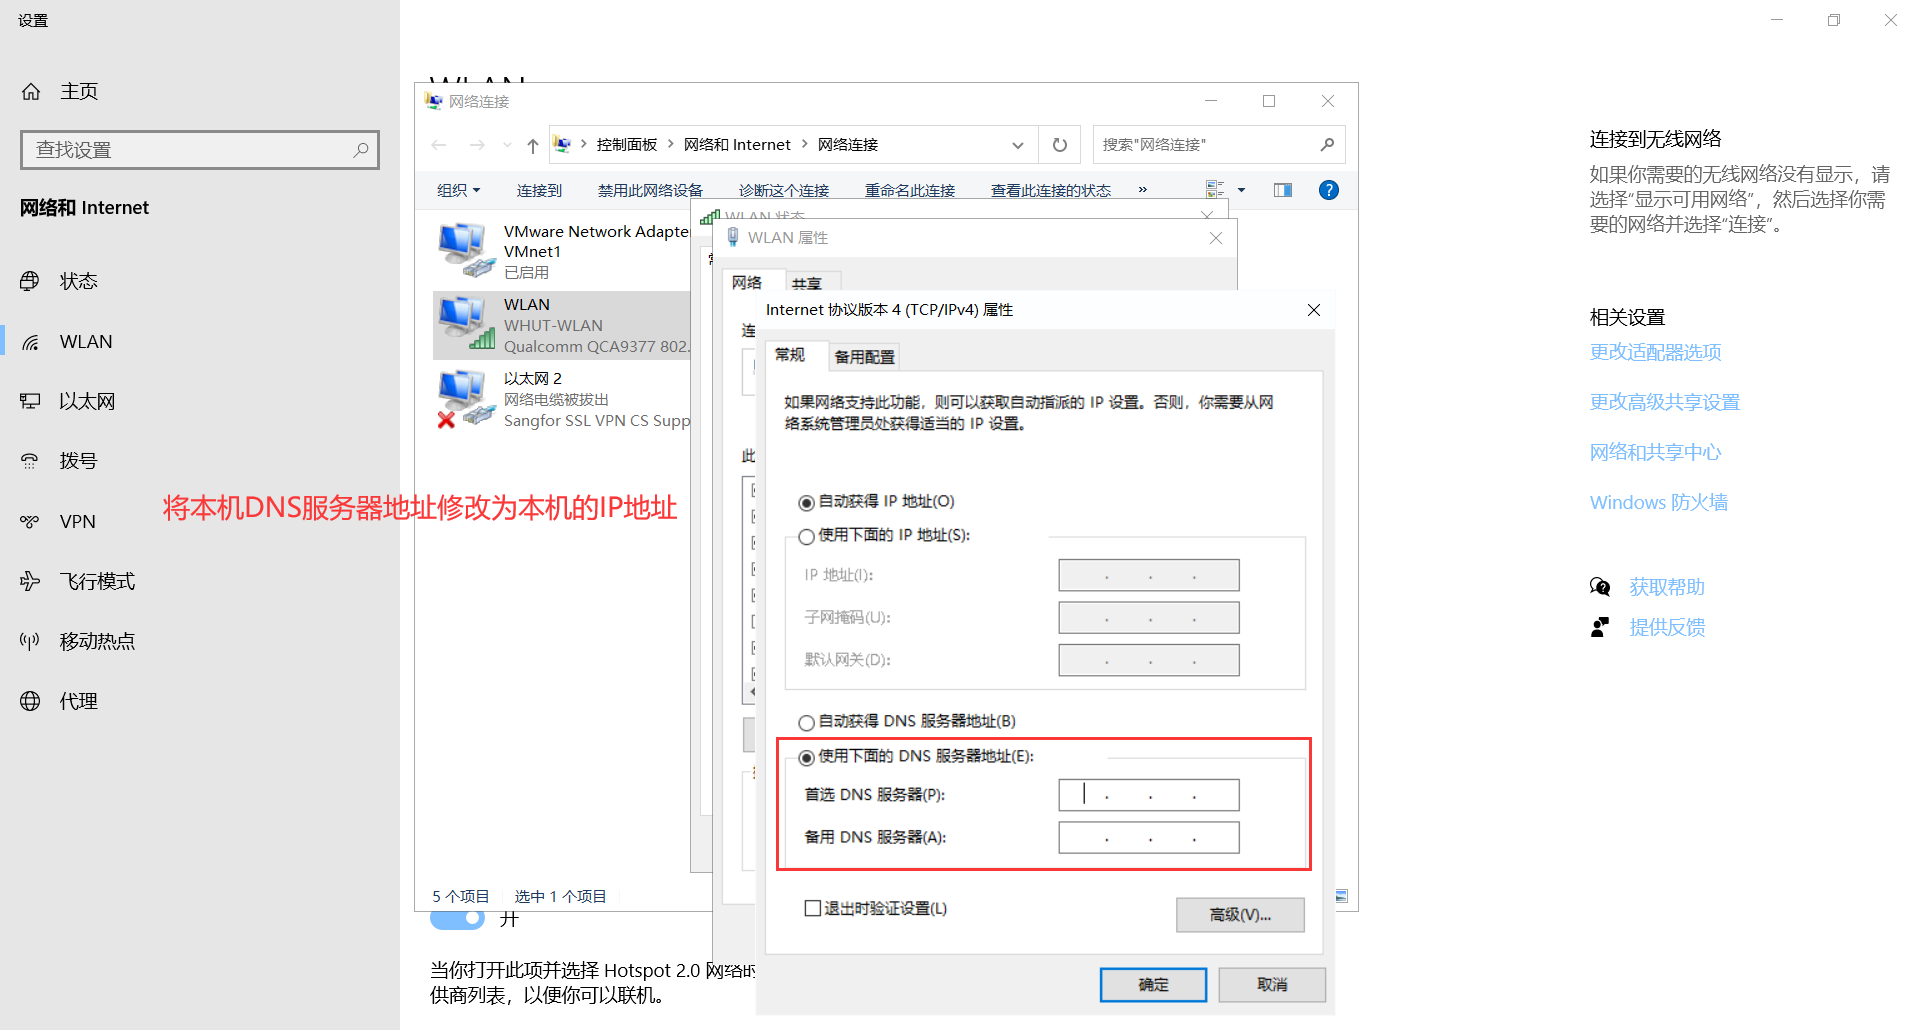 设置
主页
查找设置
网络和 Internet
状态
WLAN
以太网
拨号
VPN
飞行模式
移动热点
代理
WLAN
网络连接
控制面板
网络和 Internet
网络连接
搜索"网络连接"
组织
连接到
禁用此网络设备
诊断这个连接
重命名此连接
查看此连接的状态
»
VMware Network Adapte
VMnet1
已启用
WLAN
WHUT-WLAN
Qualcomm QCA9377 802.
以太网 2
网络电缆被拔出
Sangfor SSL VPN CS Supp
将本机DNS服务器地址修改为本机的IP地址
5 个项目
选中 1 个项目
开
当你打开此项并选择 Hotspot 2.0 网络时
供商列表，以便你可以联机。
WLAN 状态
WLAN 属性
网络
共享
连
此
Internet 协议版本 4 (TCP/IPv4) 属性
常规
备用配置
如果网络支持此功能，则可以获取自动指派的 IP 设置。否则，你需要从网
络系统管理员处获得适当的 IP 设置。
自动获得 IP 地址(O)
使用下面的 IP 地址(S):
IP 地址(I):
子网掩码(U):
默认网关(D):
自动获得 DNS 服务器地址(B)
使用下面的 DNS 服务器地址(E):
首选 DNS 服务器(P):
备用 DNS 服务器(A):
退出时验证设置(L)
高级(V)...
确定
取消
连接到无线网络
如果你需要的无线网络没有显示，请
选择“显示可用网络”，然后选择你需
要的网络并选择“连接”。
相关设置
更改适配器选项
更改高级共享设置
网络和共享中心
Windows 防火墙
获取帮助
提供反馈